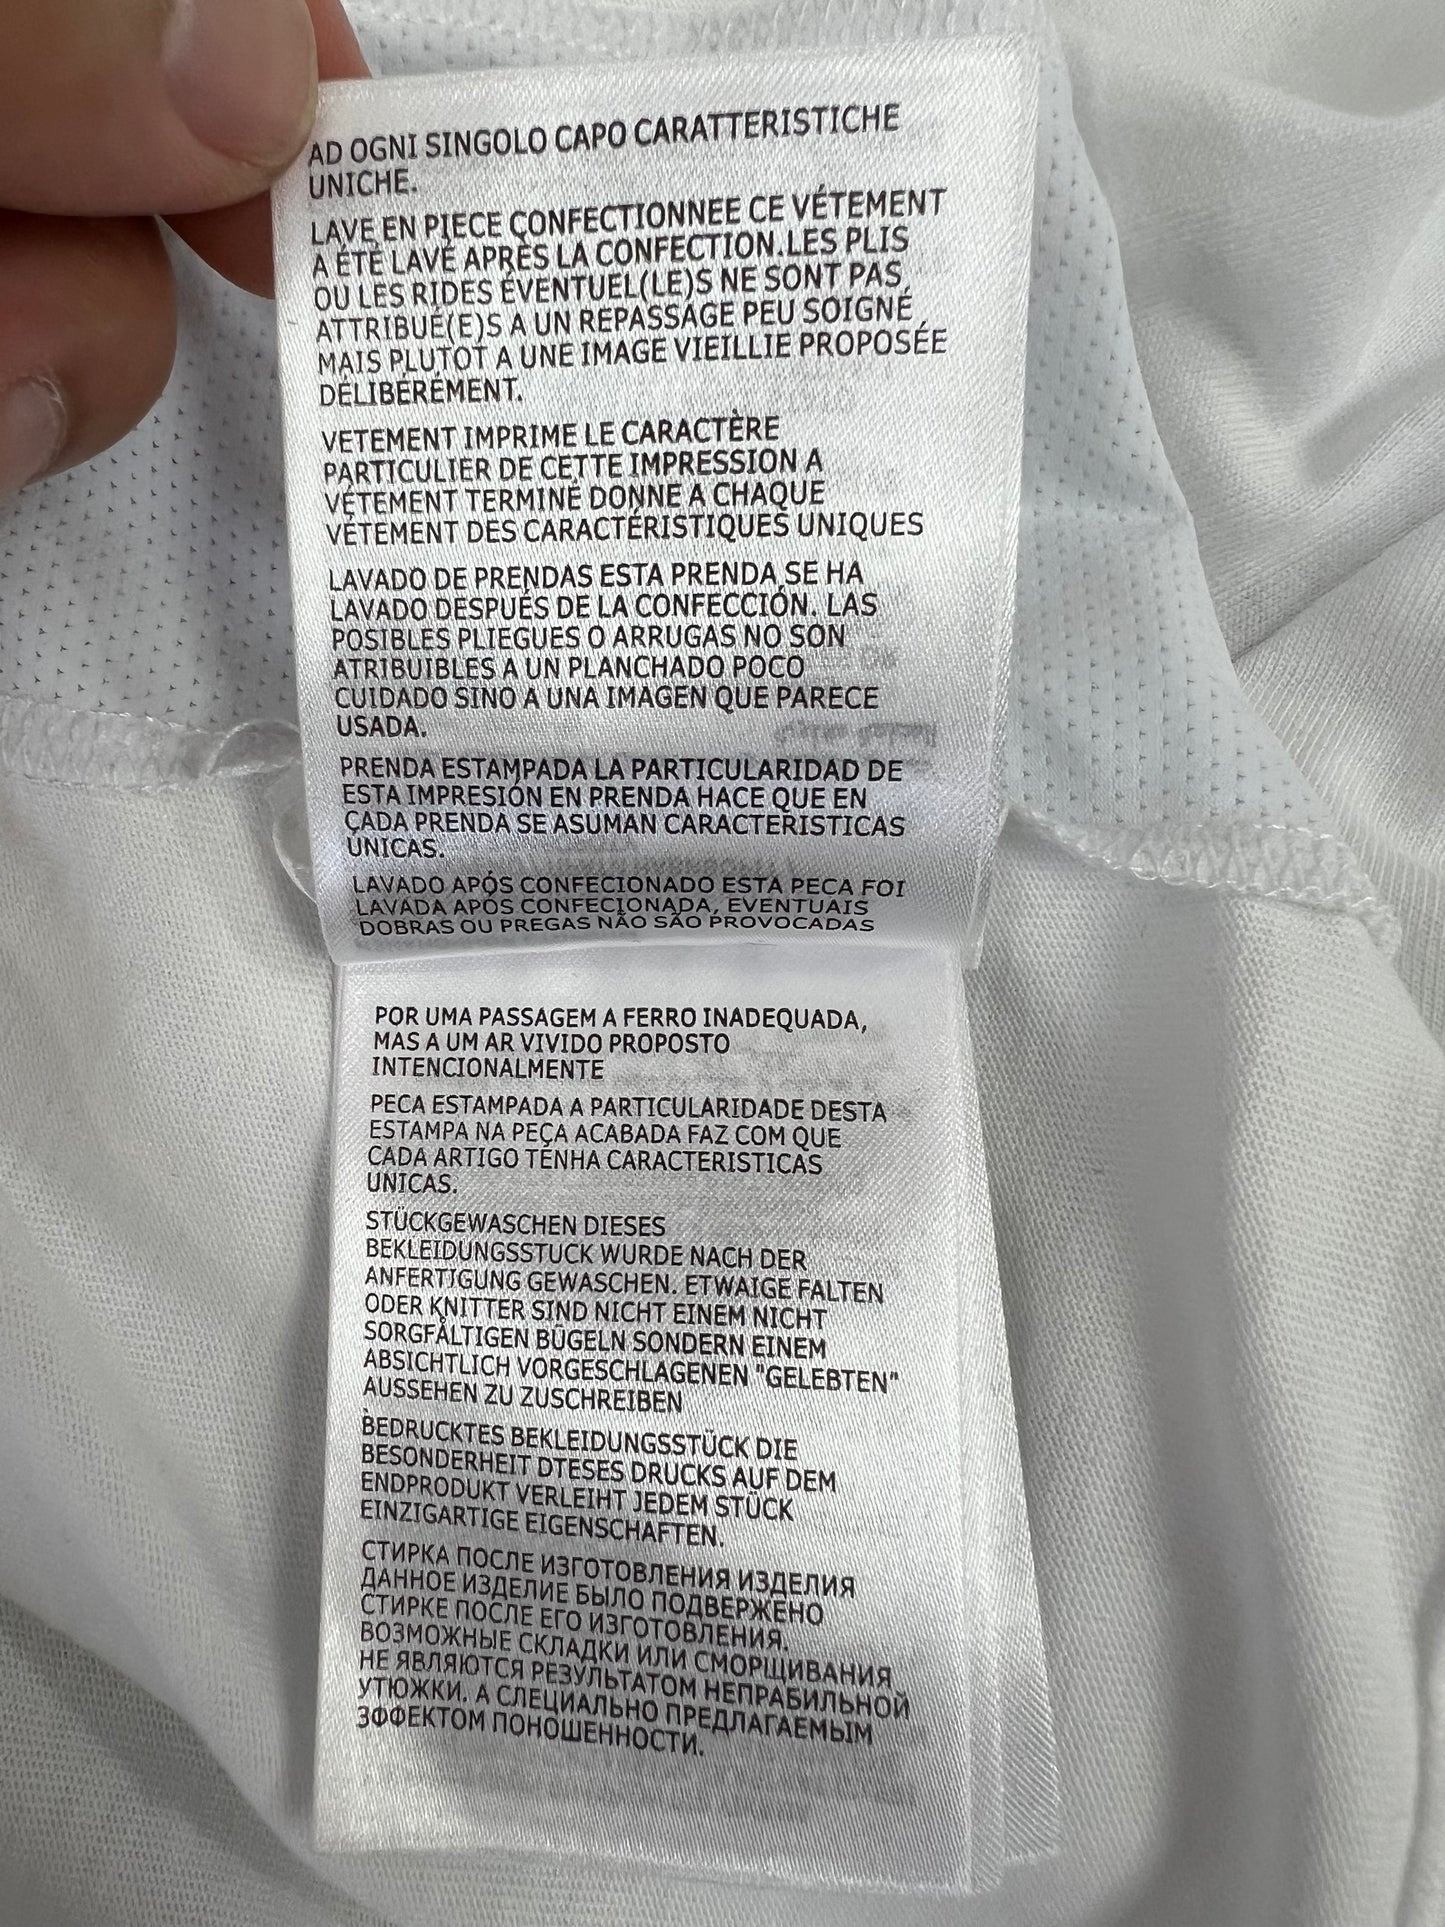 AD OGNI SINGOLO CAPO CARATTERISTICHE
UNICHE.
LAVE EN PIECE CONFECTIONNEE CE VÉTEMENT
A ÉTÉ LAVÉ APRÈS LA CONFECTION.LES PLIS
OU LES RIDES ÉVENTUEL(LE)S NE SONT PAS
ATTRIBUÉ(E)S A UN REPASSAGE PEU SOIGNÉ
MAIS PLUTOT A UNE IMAGE VIEILLIE PROPOSÉE
DÉLIBÉRÉMENT.
VETEMENT IMPRIME LE CARACTÈRE
PARTICULIER DE CETTE IMPRESSION A
VÉTEMENT TERMINÉ DONNE A CHAQUE
VÉTEMENT DES CARACTÉRISTIQUES UNIQUES
LAVADO DE PRENDAS ESTA PRENDA SE HA
LAVADO DESPUÉS DE LA CONFECCIÓN. LAS
POSIBLES PLIEGUES O ARRUGAS NO SON
ATRIBUIBLES A UN PLANCHADO POCO
CUIDADO SINO A UNA IMAGEN QUE PARECE
USADA.
PRENDA ESTAMPADA LA PARTICULARIDAD DE
ESTA IMPRESIÓN EN PRENDA HACE QUE EN
CADA PRENDA SE ASUMAN CARACTERISTICAS
UNICAS.
LAVADO APÓS CONFECIONADO ESTA PECA FOI
LAVADA APOS CONFECIONADA, EVENTUAIS
DOBRAS OU PREGAS NÃO SÃO PROVOCADAS
POR UMA PASSAGEM A FERRO INADEQUADA,
MAS A UM AR VIVIDO PROPOSTO
INTENCIONALMENTE
PECA ESTAMPADA A PARTICULARIDADE DESTA
ESTAMPA NA PEÇA ACABADA FAZ COM QUE
CADA ARTIGO TENHA CARACTERISTICAS
UNICAS.
STÜCKGEWASCHEN DIESES
BEKLEIDUNGSSTUCK WURDE NACH DER
ANFERTIGUNG GEWASCHEN. ETWAIGE FALTEN
ODER KNITTER SIND NICHT EINEM NICHT
SORGFÄLTIGEN BÜGELN SONDERN EINEM
ABSICHTLICH VORGESCHLAGENEN "GELEBTEN"
AUSSEHEN ZU ZUSCHREIBEN
BEDRUCKTES BEKLEIDUNGSSTÜCK DIE
BESONDERHEIT DTESES DRUCKS AUF DEM
ENDPRODUKT VERLEIHT JEDEM STÜCK
EINZIGARTIGE EIGENSCHAFTEN.
СТИРКА ПОСЛЕ ИЗГОТОВЛЕНИЯ ИЗДЕЛИЯ
ДАННОЕ ИЗДЕЛИЕ БЫЛО ПОДВЕРЖЕНО
СТИРКЕ ПОСЛЕ ЕГО ИЗГОТОВЛЕНИЯ.
ВОЗМОЖНЫЕ СКЛАДКИ ИЛИ СМОРЩИВАНИЯ
НЕ ЯВЛЯЮТСЯ РЕЗУЛЬТАТОМ НЕПРАБИЛЬНОЙ
УТЮЖКИ. А СПЕЦИАЛЬНО ПРЕДЛАГАЕМЫМ
ЗФФЕКТОМ ПОНОШЕННОСТИ.